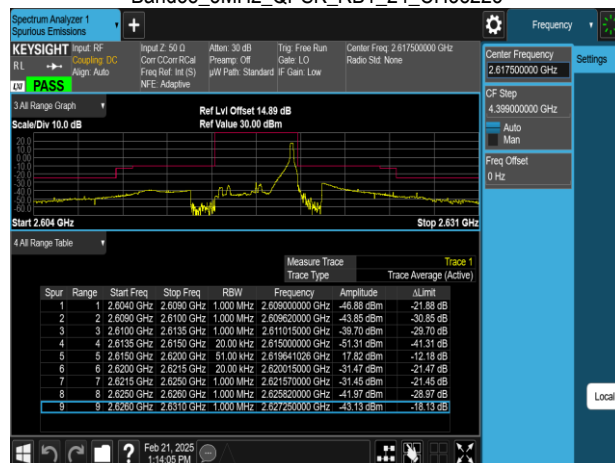 Spectrum Analyzer 1
Spurious Emissions
Frequency
KEYSIGHT
RL
PASS
Input: RF
Coupling: DC
Align: Auto
Input Z: 50 Ω
Corr CCorr RCal
Freq Ref: Int (S)
NFE: Adaptive
Atten: 30 dB
Preamp: Off
µW Path: Standard
Trig: Free Run
Gate: LO
IF Gain: Low
Center Freq: 2.617500000 GHz
Radio Std: None
Center Frequency
2.617500000 GHz
Settings
CF Step
4.399000000 GHz
Auto
Man
Freq Offset
0 Hz
3 All Range Graph
Scale/Div 10.0 dB
Ref Lvl Offset 14.89 dB
Ref Value 30.00 dBm
20.0
10.0
0.00
Start 2.604 GHz
Stop 2.631 GHz
4 All Range Table
Measure Trace Trace 1
Trace Type Trace Average (Active)
Spur Range Start Freq Stop Freq RBW Frequency Amplitude ΔLimit
1 1 2.6040 GHz 2.6090 GHz 1.000 MHz 2.609000000 GHz -46.88 dBm -21.88 dB
2 2 2.6090 GHz 2.6100 GHz 1.000 MHz 2.609620000 GHz -43.85 dBm -30.85 dB
3 3 2.6100 GHz 2.6135 GHz 1.000 MHz 2.611015000 GHz -39.70 dBm -29.70 dB
4 4 2.6135 GHz 2.6150 GHz 20.00 kHz 2.615000000 GHz -51.31 dBm -41.31 dB
5 5 2.6150 GHz 2.6200 GHz 51.00 kHz 2.619641026 GHz 17.82 dBm -12.18 dB
6 6 2.6200 GHz 2.6215 GHz 20.00 kHz 2.620015000 GHz -31.47 dBm -21.47 dB
7 7 2.6215 GHz 2.6250 GHz 1.000 MHz 2.621570000 GHz -31.45 dBm -21.45 dB
8 8 2.6250 GHz 2.6260 GHz 1.000 MHz 2.625820000 GHz -41.97 dBm -28.97 dB
9 9 2.6260 GHz 2.6310 GHz 1.000 MHz 2.627250000 GHz -43.13 dBm -18.13 dB
Local
Feb 21, 2025
1:14:05 PM